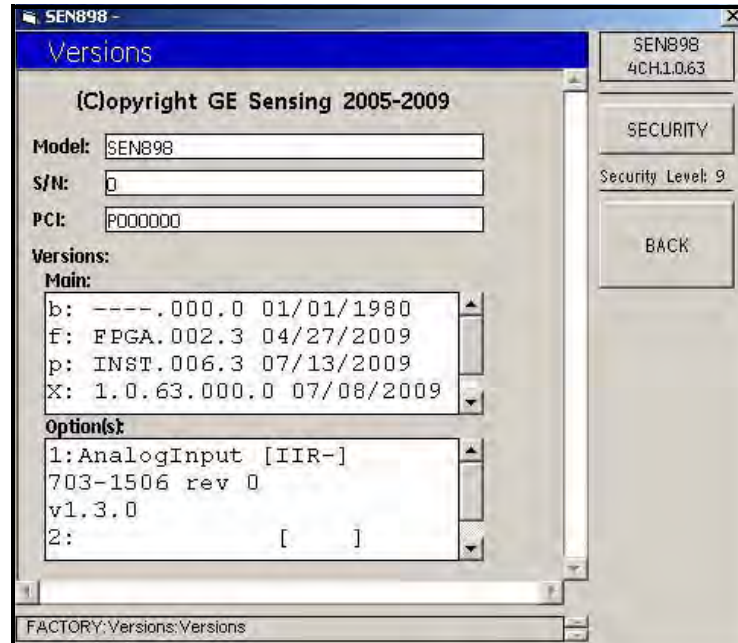 SEN898 -
Versions
(C)opyright GE Sensing 2005-2009
Model: SEN898
S/N: 0
PCI: P000000
Versions:
Main:
b: ----.000.0 01/01/1980
f: FPGA.002.3 04/27/2009
p: INST.006.3 07/13/2009
X: 1.0.63.000.0 07/08/2009
Option(s):
1:AnalogInput [IIR-]
703-1506 rev 0
v1.3.0
2: [ ]
FACTORY:Versions:Versions
SEN898
4CH.1.0.63
SECURITY
Security Level: 9
BACK